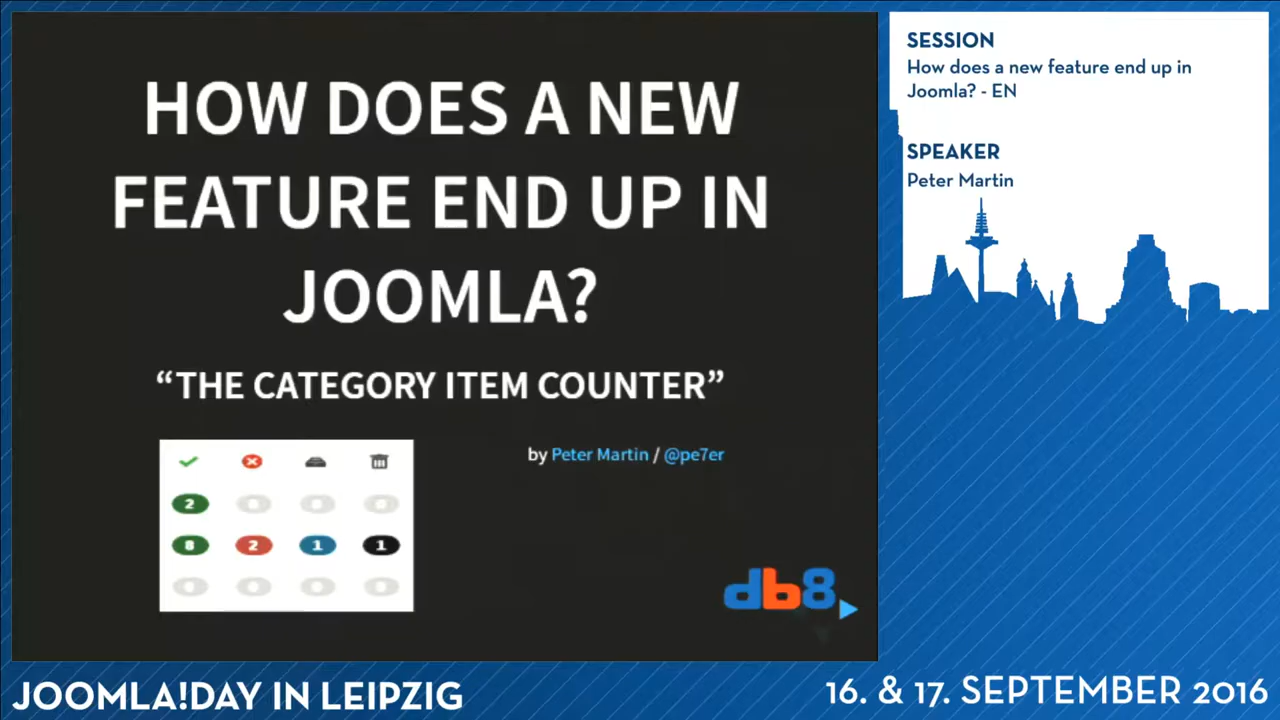 HOW DOES A NEW
FEATURE END UP IN
JOOMLA?
“THE CATEGORY ITEM COUNTER”
by Peter Martin / @pe7er
2 0 0 0
8 2 1 1
0 0 0 0
db8
SESSION
How does a new feature end up in
Joomla? - EN
SPEAKER
Peter Martin
JOOMLA!DAY IN LEIPZIG
16. & 17. SEPTEMBER 2016